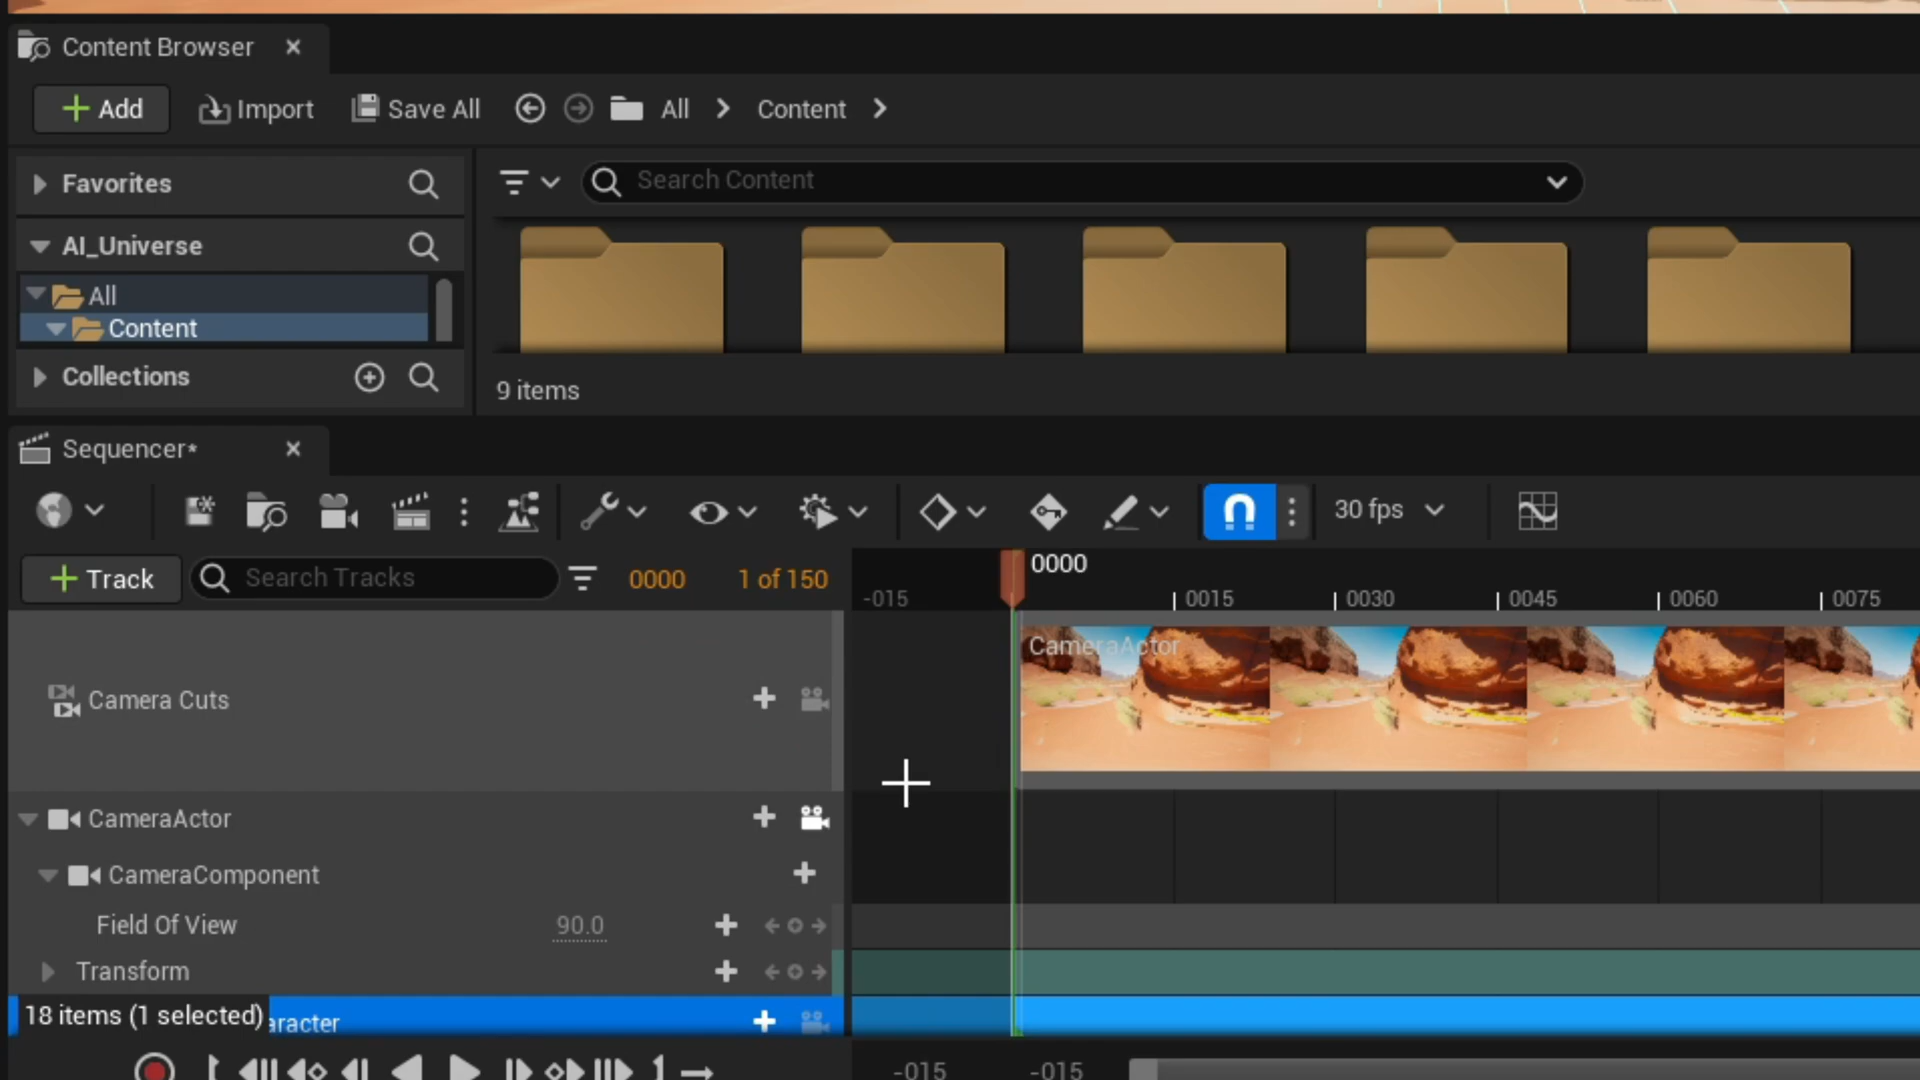 Content Browser
Add
Import
Save All
All
Content
Favorites
Search Content
AI_Universe
All
Content
Collections
9 items
Sequencer*
30 fps
Track
Search Tracks
0000
1 of 150
0000
-015
0015
0030
0045
0060
0075
CameraActor
Camera Cuts
CameraActor
CameraComponent
Field Of View
90.0
Transform
18 items (1 selected)
aracter
-015
-015